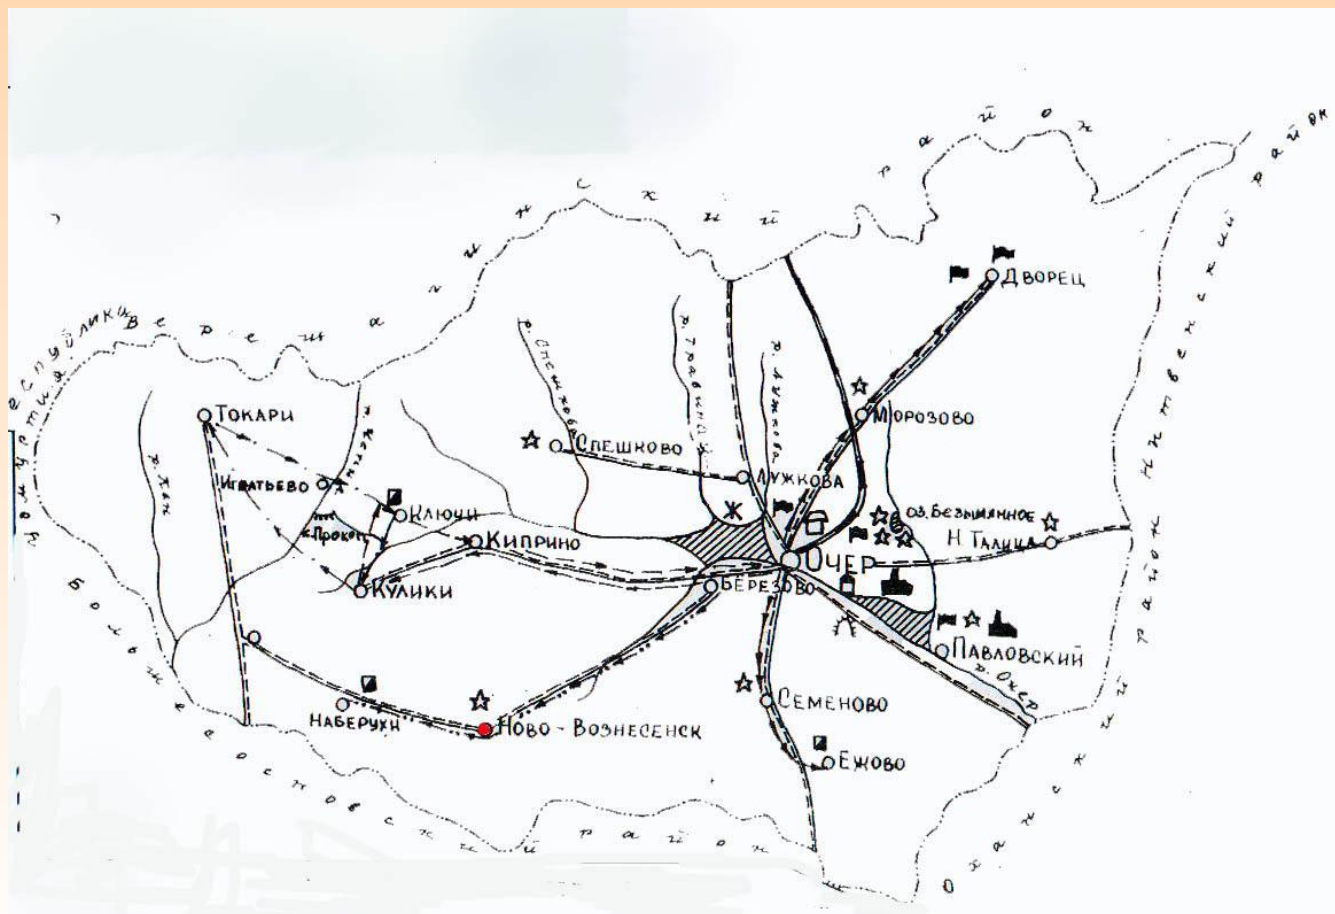 Верещагинский район
Нытвенский район
Республика
Удмуртия
Дворец
Токари
р. Спешкова
р. Травинка
р. Лужкова
Морозово
Спешково
Игнатьево
Лужкова
Ключи
оз. Безымянное
Н. Талица
Киприно
Очер
Кулики
Березово
Павловский
р. Очер
Семеново
Наберухи
Ново-Вознесенск
Ежово
Большесосновский район
Оханский район